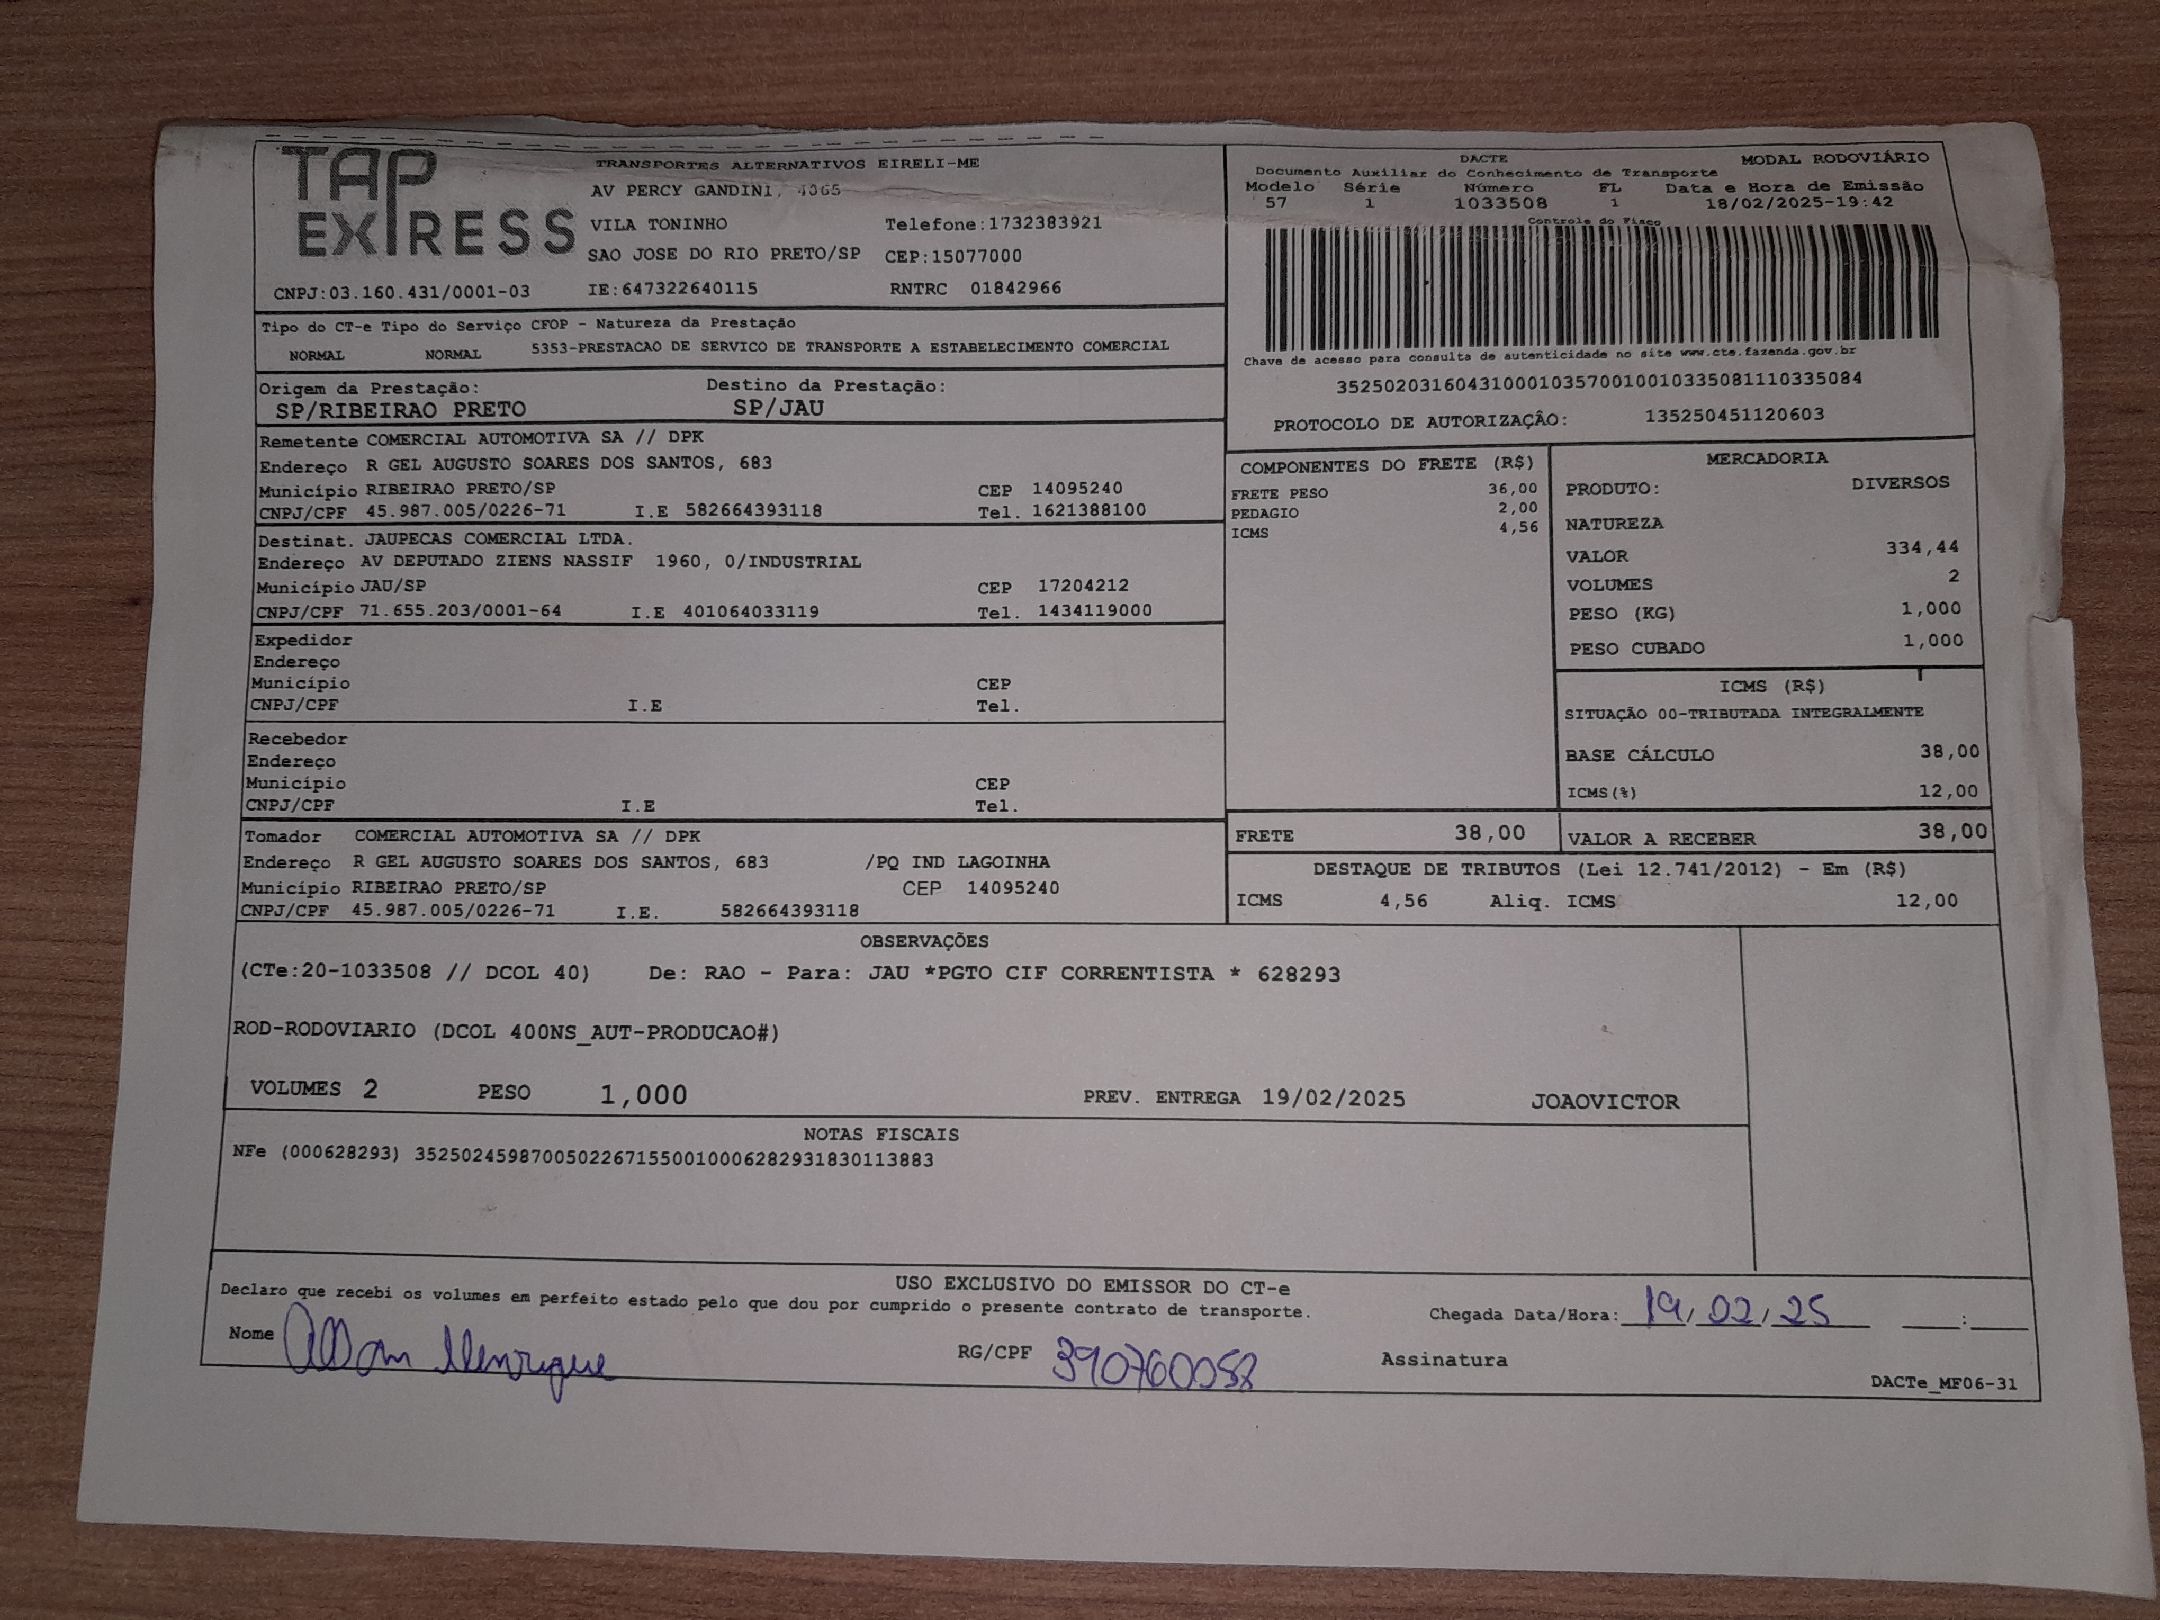 TAP EXPRESS
TRANSPORTES ALTERNATIVOS EIRELI-ME
AV PERCY GANDINI, 4065
VILA TONINHO Telefone:1732383921
SAO JOSE DO RIO PRETO/SP CEP:15077000
CNPJ:03.160.431/0001-03 IE:647322640115 RNTRC 01842966
DACTE MODAL RODOVIÁRIO
Documento Auxiliar do Conhecimento de Transporte
Modelo Série Número FL Data e Hora de Emissão
57 1 1033508 1 18/02/2025-19:42
Controle do Fisco
Chave de acesso para consulta de autenticidade no site www.cte.fazenda.gov.br
35250203160431000103570010010335081110335084
PROTOCOLO DE AUTORIZAÇÃO: 135250451120603
Tipo do CT-e Tipo do Serviço CFOP - Natureza da Prestação
NORMAL NORMAL 5353-PRESTACAO DE SERVICO DE TRANSPORTE A ESTABELECIMENTO COMERCIAL
Origem da Prestação: Destino da Prestação:
SP/RIBEIRAO PRETO SP/JAU
Remetente COMERCIAL AUTOMOTIVA SA // DPK
Endereço R GEL AUGUSTO SOARES DOS SANTOS, 683
Município RIBEIRAO PRETO/SP CEP 14095240
CNPJ/CPF 45.987.005/0226-71 I.E 582664393118 Tel. 1621388100
Destinat. JAUPECAS COMERCIAL LTDA.
Endereço AV DEPUTADO ZIENS NASSIF 1960, 0/INDUSTRIAL
Município JAU/SP CEP 17204212
CNPJ/CPF 71.655.203/0001-64 I.E 401064033119 Tel. 1434119000
Expedidor
Endereço
Município CEP
CNPJ/CPF I.E Tel.
Recebedor
Endereço
Município CEP
CNPJ/CPF I.E Tel.
Tomador COMERCIAL AUTOMOTIVA SA // DPK
Endereço R GEL AUGUSTO SOARES DOS SANTOS, 683 /PQ IND LAGOINHA
Município RIBEIRAO PRETO/SP CEP 14095240
CNPJ/CPF 45.987.005/0226-71 I.E. 582664393118
COMPONENTES DO FRETE (R$)
FRETE PESO 36,00
PEDAGIO 2,00
ICMS 4,56
MERCADORIA
PRODUTO: DIVERSOS
NATUREZA
VALOR 334,44
VOLUMES 2
PESO (KG) 1,000
PESO CUBADO 1,000
ICMS (R$)
SITUAÇÃO 00-TRIBUTADA INTEGRALMENTE
BASE CÁLCULO 38,00
ICMS(%) 12,00
FRETE 38,00 VALOR A RECEBER 38,00
DESTAQUE DE TRIBUTOS (Lei 12.741/2012) - Em (R$)
ICMS 4,56 Aliq. ICMS 12,00
OBSERVAÇÕES
(CTe:20-1033508 // DCOL 40) De: RAO - Para: JAU *PGTO CIF CORRENTISTA * 628293
ROD-RODOVIARIO (DCOL 400NS_AUT-PRODUCAO#)
VOLUMES 2 PESO 1,000 PREV. ENTREGA 19/02/2025 JOAOVICTOR
NOTAS FISCAIS
NFe (000628293) 35250245987005022671550010006282931830113883
USO EXCLUSIVO DO EMISSOR DO CT-e
Declaro que recebi os volumes em perfeito estado pelo que dou por cumprido o presente contrato de transporte.
Chegada Data/Hora: 19/02/25 :
Nome Allan Henrique RG/CPF 390760058 Assinatura
DACTe_MF06-31